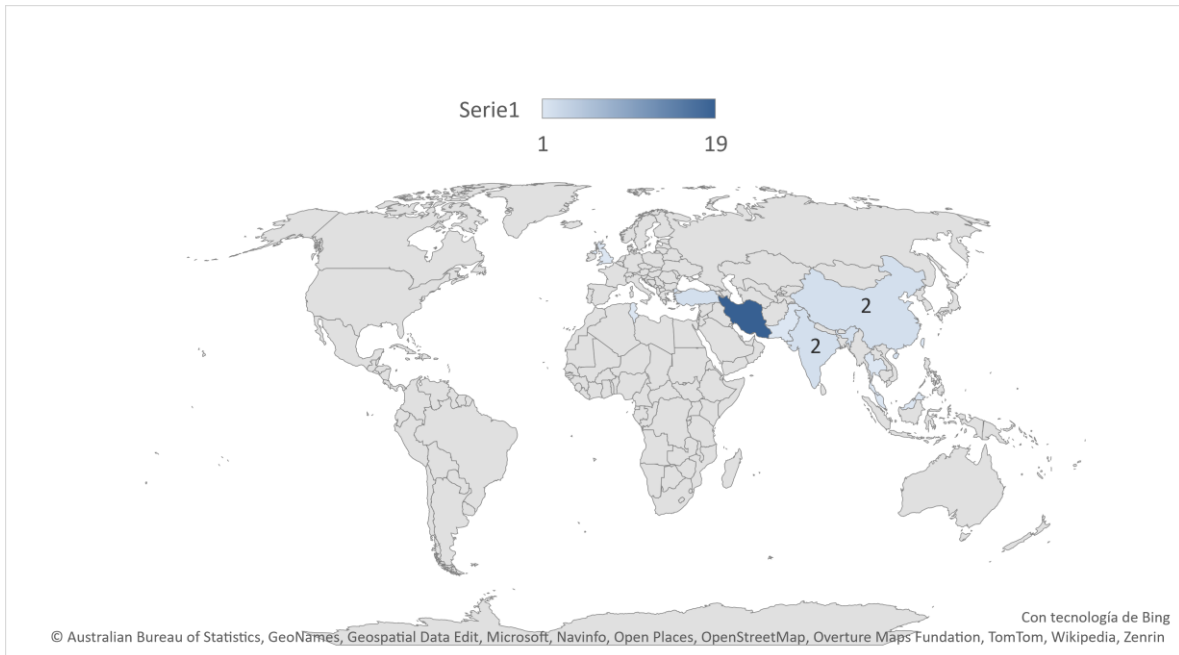 Serie1
1 19
2
2
Con tecnología de Bing
© Australian Bureau of Statistics, GeoNames, Geospatial Data Edit, Microsoft, Navinfo, Open Places, OpenStreetMap, Overture Maps Fundation, TomTom, Wikipedia, Zenrin